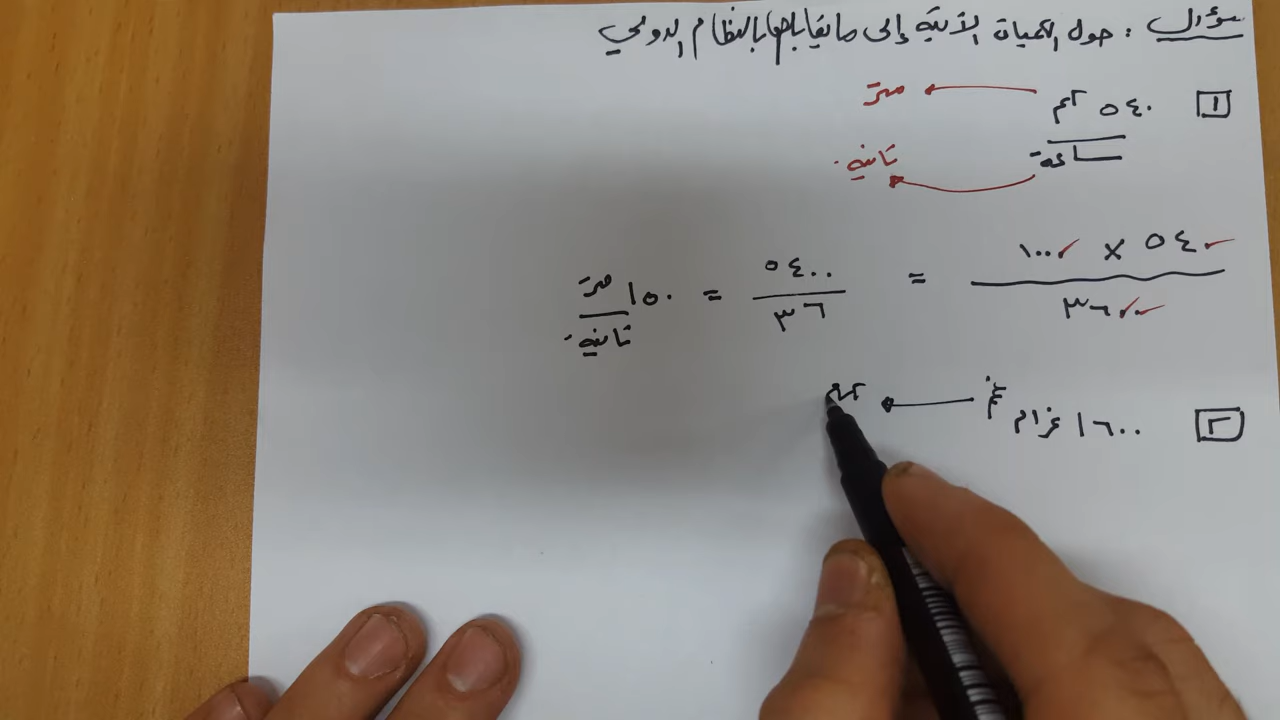 سؤال : حول الكميات الآتية إلى ما يقابلها بالنظام الدولي
١ ٥٤٠ كم ← متر
ساعة ← ثانية
٥٤٠ × ١٠٠٠ = ٥٤٠٠ = ١٥٠ متر
٣٦٠٠ ٣٦ ثانية
٢ ١٦٠٠ غرام غم ←